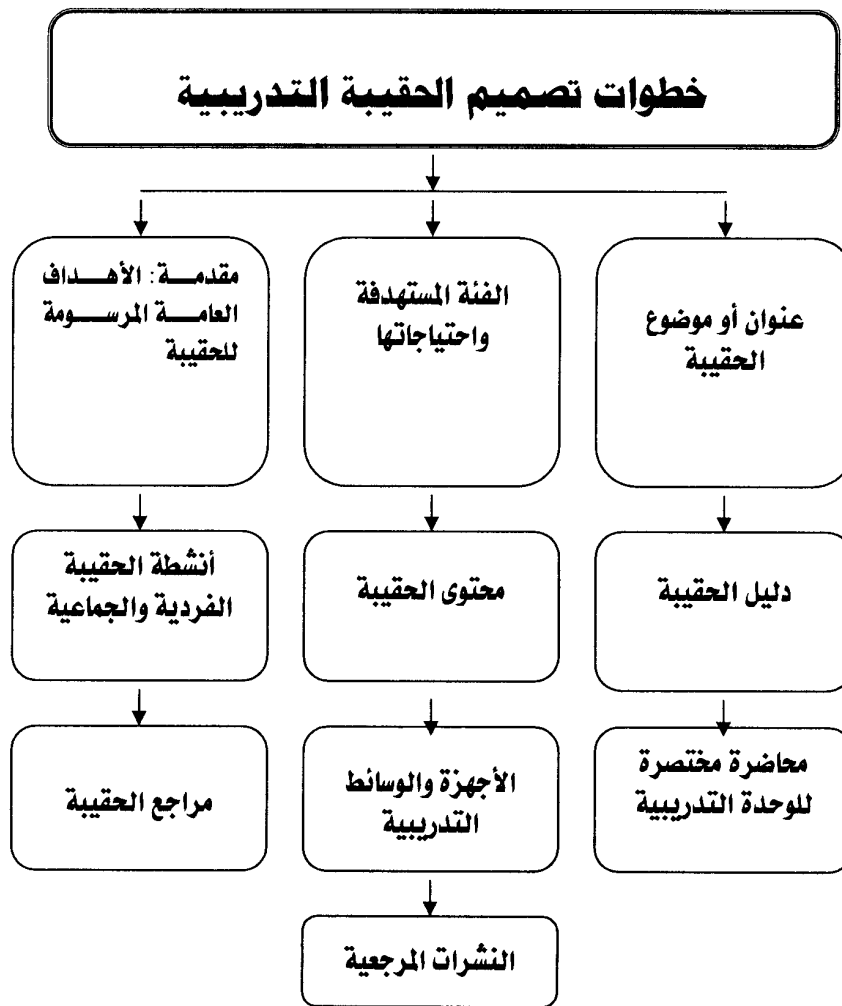 خطوات تصميم الحقيبة التدريبية
عنوان أو موضوع
الحقيبة
الفئة المستهدفة
واحتياجاتها
مقدمة: الأهداف
العامة المرسومة
للحقيبة
دليل الحقيبة
محتوى الحقيبة
أنشطة الحقيبة
الفردية والجماعية
محاضرة مختصرة
للوحدة التدريبية
الأجهزة والوسائط
التدريبية
مراجع الحقيبة
النشرات المرجعية